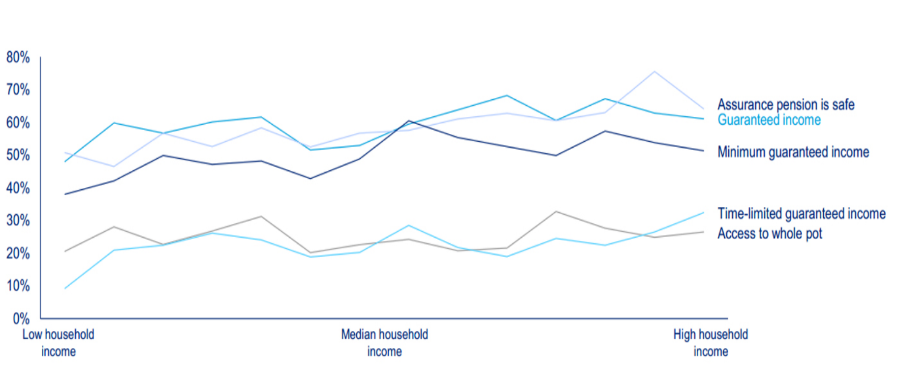 80%
70%
60%
50%
40%
30%
20%
10%
0%
Assurance pension is safe
Guaranteed income
Minimum guaranteed income
Time-limited guaranteed income
Access to whole pot
Low household
income
Median household
income
High household
income